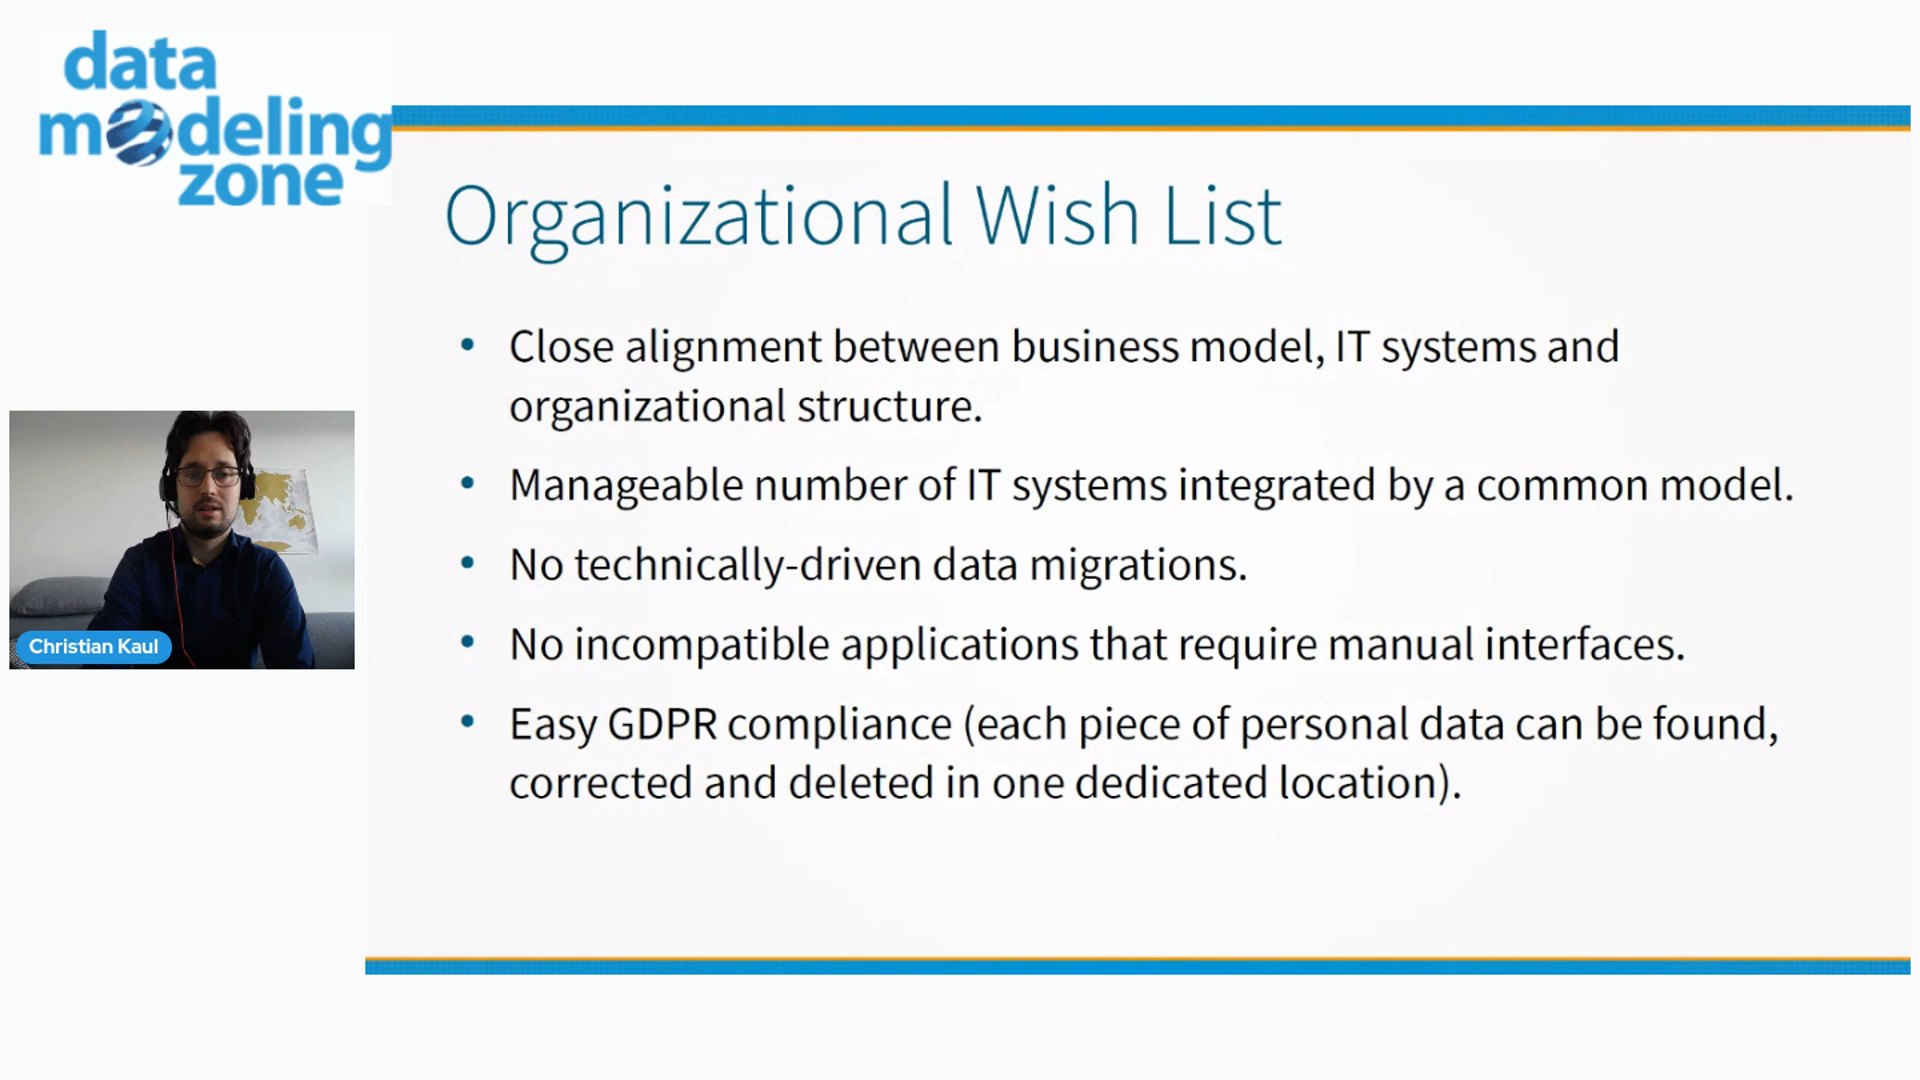 data
modeling
zone
Organizational Wish List
• Close alignment between business model, IT systems and
organizational structure.
• Manageable number of IT systems integrated by a common model.
• No technically-driven data migrations.
• No incompatible applications that require manual interfaces.
• Easy GDPR compliance (each piece of personal data can be found,
corrected and deleted in one dedicated location).
Christian Kaul